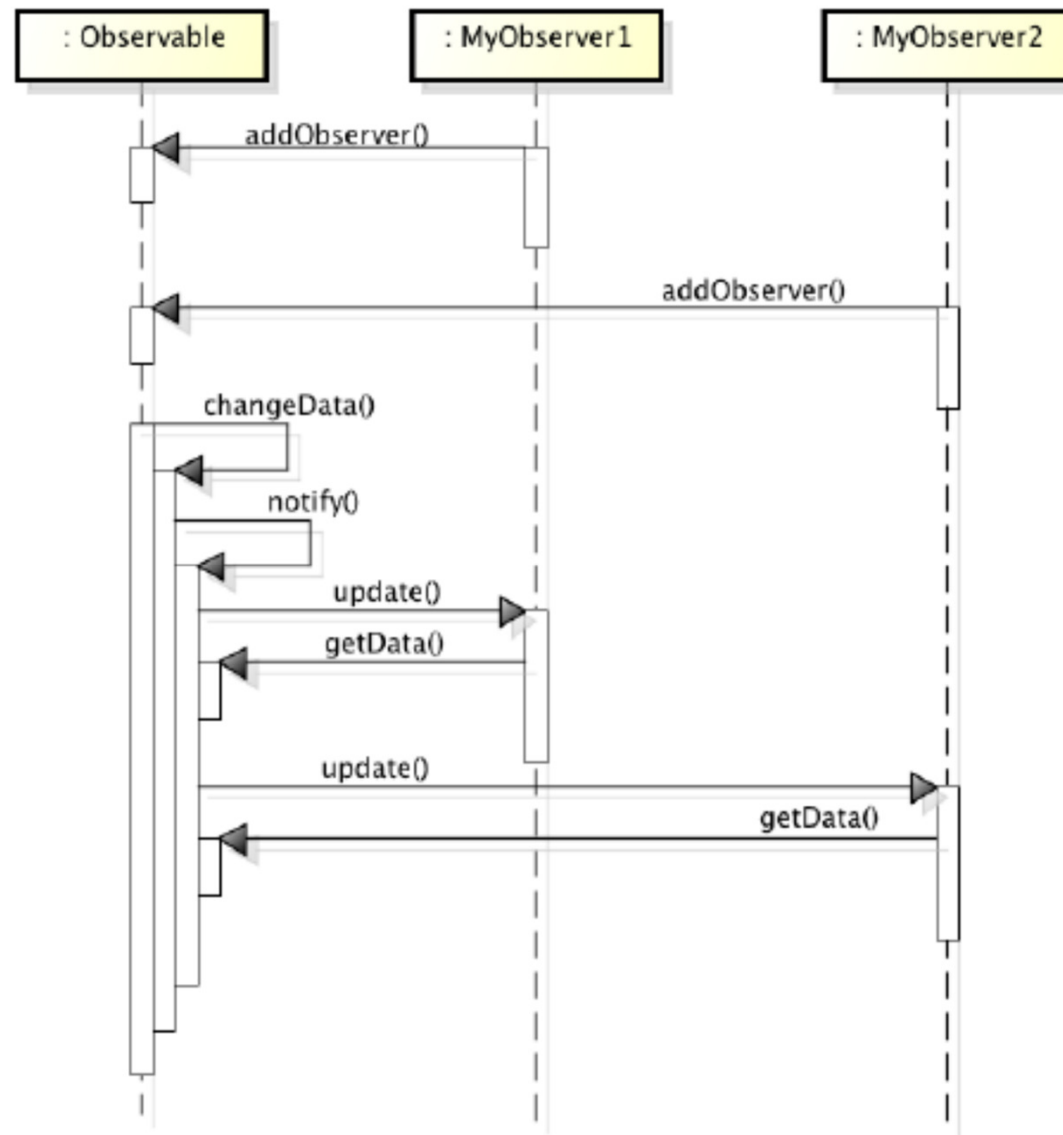 : Observable
: MyObserver1
: MyObserver2
addObserver()
addObserver()
changeData()
notify()
update()
getData()
update()
getData()